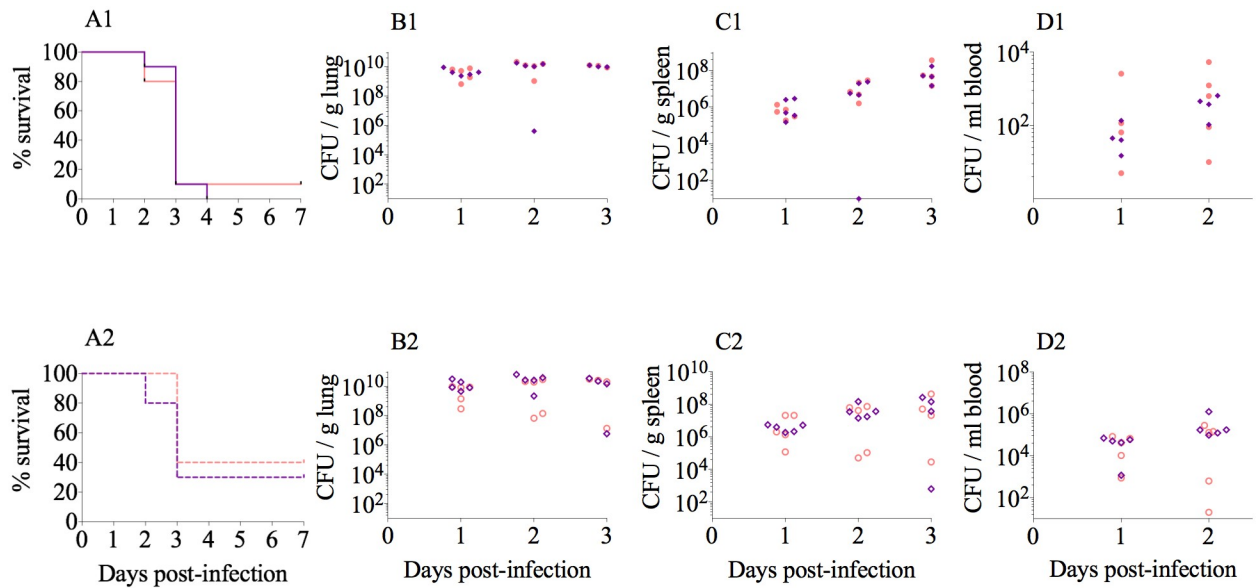 A1
% survival
100
80
60
40
20
0
0 1 2 3 4 5 6 7
B1
CFU / g lung
10^10
10^8
10^6
10^4
10^2
0 1 2 3
C1
CFU / g spleen
10^8
10^6
10^4
10^2
0 1 2 3
D1
CFU / ml blood
10^4
10^2
0 1 2
A2
% survival
100
80
60
40
20
0
0 1 2 3 4 5 6 7
Days post-infection
B2
CFU / g lung
10^10
10^8
10^6
10^4
10^2
0 1 2 3
Days post-infection
C2
CFU / g spleen
10^10
10^8
10^6
10^4
10^2
0 1 2 3
Days post-infection
D2
CFU / ml blood
10^8
10^6
10^4
10^2
0 1 2
Days post-infection